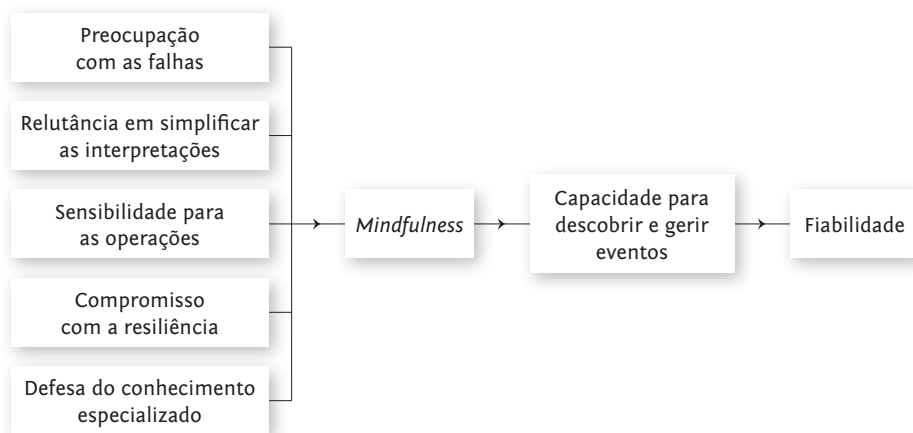 Preocupação
com as falhas
Relutância em simplificar
as interpretações
Sensibilidade para
as operações
Compromisso
com a resiliência
Defesa do conhecimento
especializado
Mindfulness
Capacidade para
descobrir e gerir
eventos
Fiabilidade